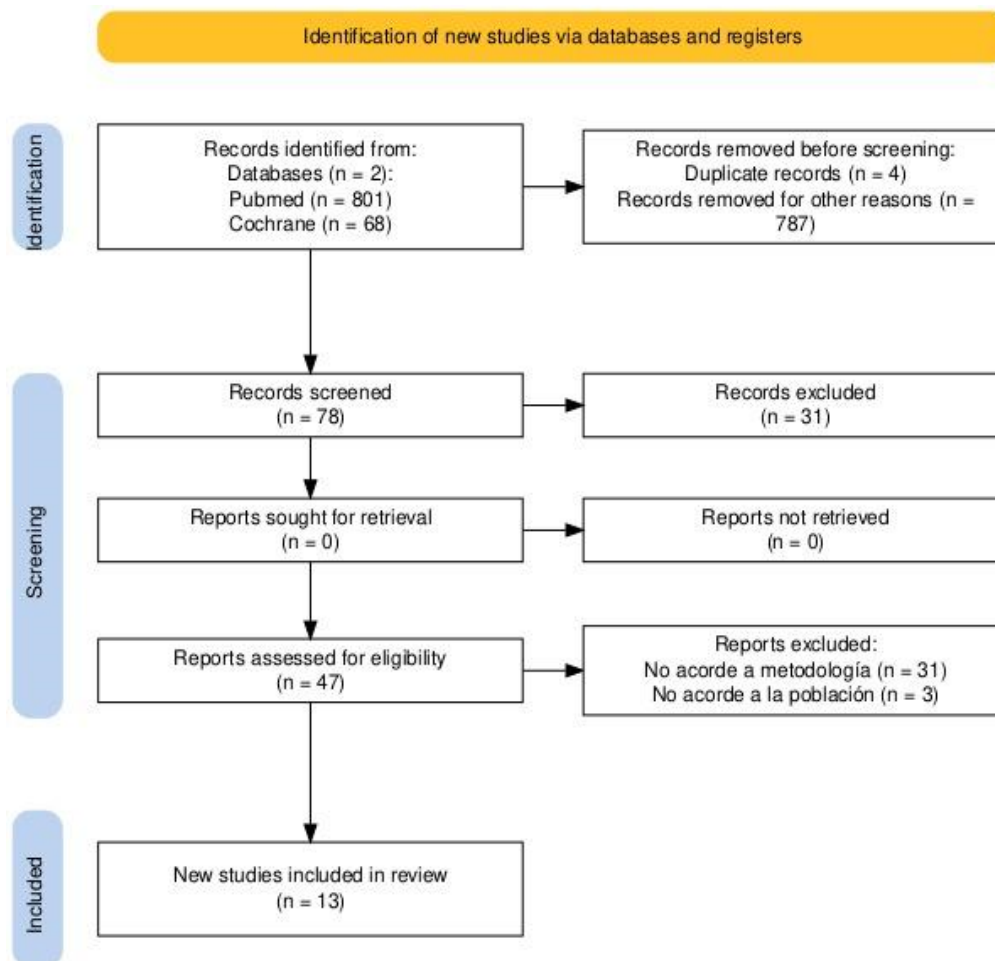 Identification of new studies via databases and registers
Identification
Records identified from:
Databases (n = 2):
Pubmed (n = 801)
Cochrane (n = 68)
Records removed before screening:
Duplicate records (n = 4)
Records removed for other reasons (n =
787)
Screening
Records screened
(n = 78)
Records excluded
(n = 31)
Reports sought for retrieval
(n = 0)
Reports not retrieved
(n = 0)
Reports assessed for eligibility
(n = 47)
Reports excluded:
No acorde a metodología (n = 31)
No acorde a la población (n = 3)
Included
New studies included in review
(n = 13)